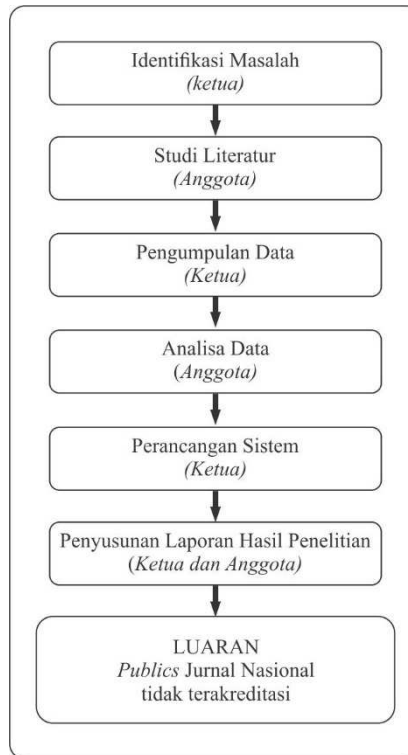 Identifikasi Masalah
(ketua)
Studi Literatur
(Anggota)
Pengumpulan Data
(Ketua)
Analisa Data
(Anggota)
Perancangan Sistem
(Ketua)
Penyusunan Laporan Hasil Penelitian
(Ketua dan Anggota)
LUARAN
Publics Jurnal Nasional
tidak terakreditasi